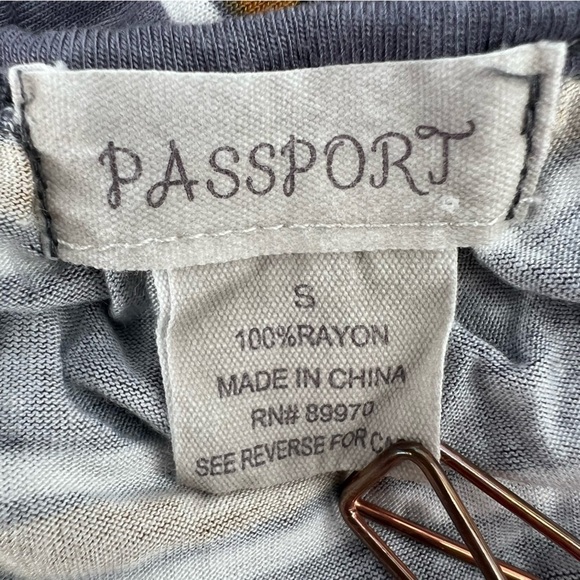 PASSPORT
S
100%RAYON
MADE IN CHINA
RN# 89970
SEE REVERSE FOR